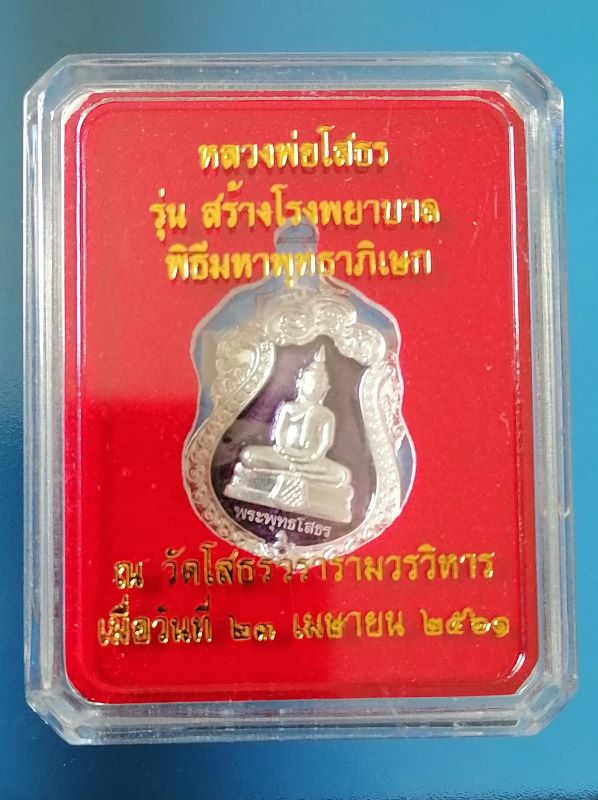 หลวงพ่อโสธร
รุ่น สร้างโรงพยาบาล
พิธีมหาพุทธาภิเษก
พระพุทธโสธร
ณ วัดโสธรวรารามวรวิหาร
เมื่อวันที่ ๒๓ เมษายน ๒๕๖๑